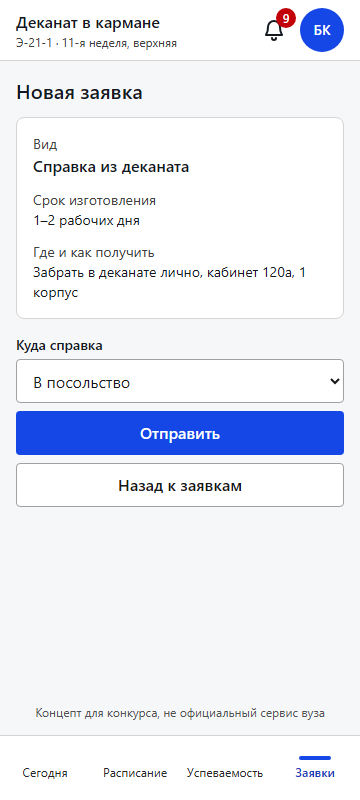 Деканат в кармане
Э-21-1 · 11-я неделя, верхняя
9
БК
Новая заявка
Вид
Справка из деканата
Срок изготовления
1–2 рабочих дня
Где и как получить
Забрать в деканате лично, кабинет 120а, 1
корпус
Куда справка
В посольство
Отправить
Назад к заявкам
Концепт для конкурса, не официальный сервис вуза
Сегодня
Расписание
Успеваемость
Заявки